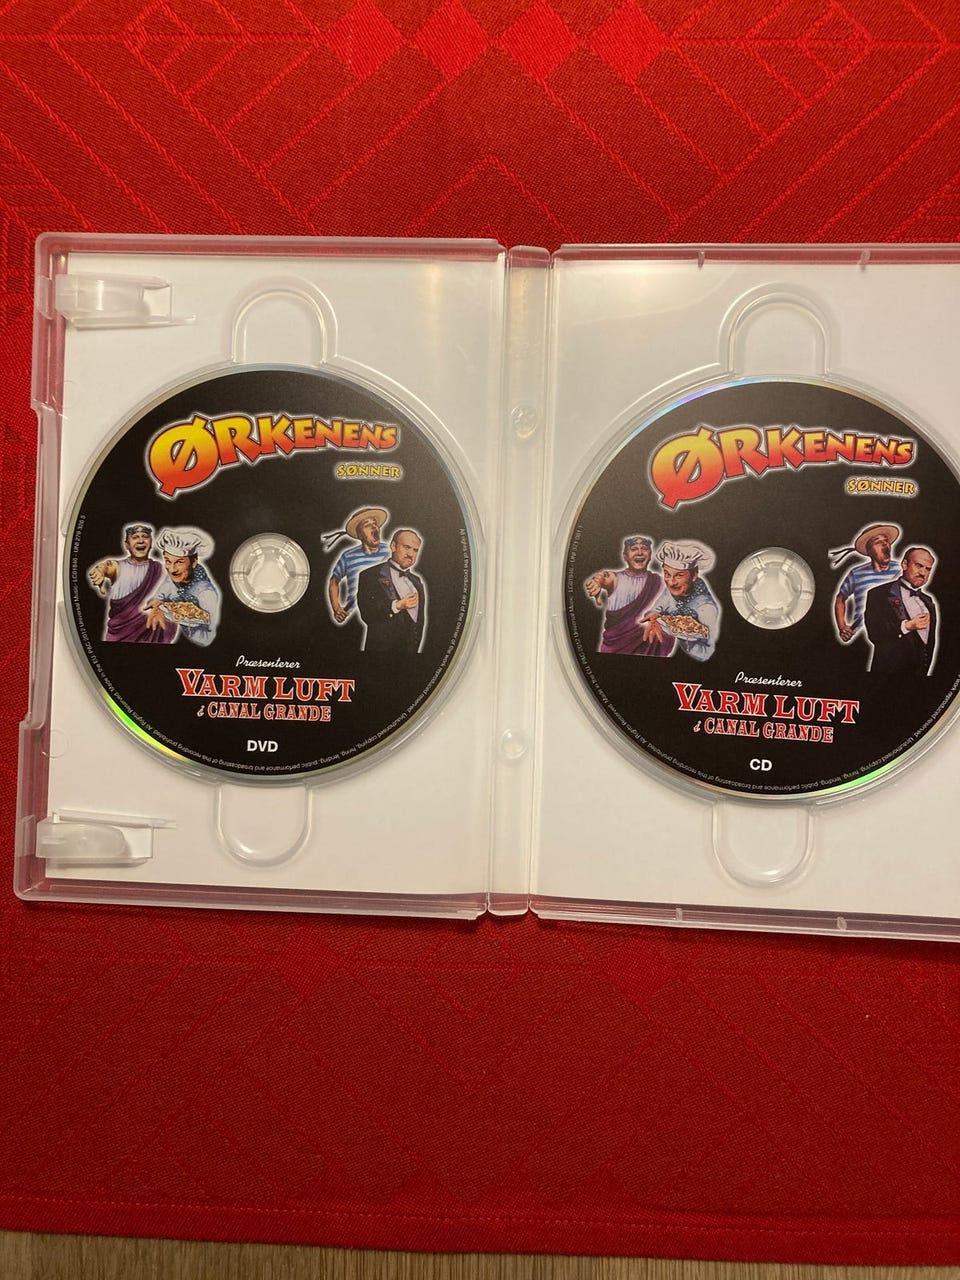 ØRKENENS
SØNNER
Præsenterer
VARM LUFT
i CANAL GRANDE
DVD
ØRKENENS
SØNNER
Præsenterer
VARM LUFT
i CANAL GRANDE
CD